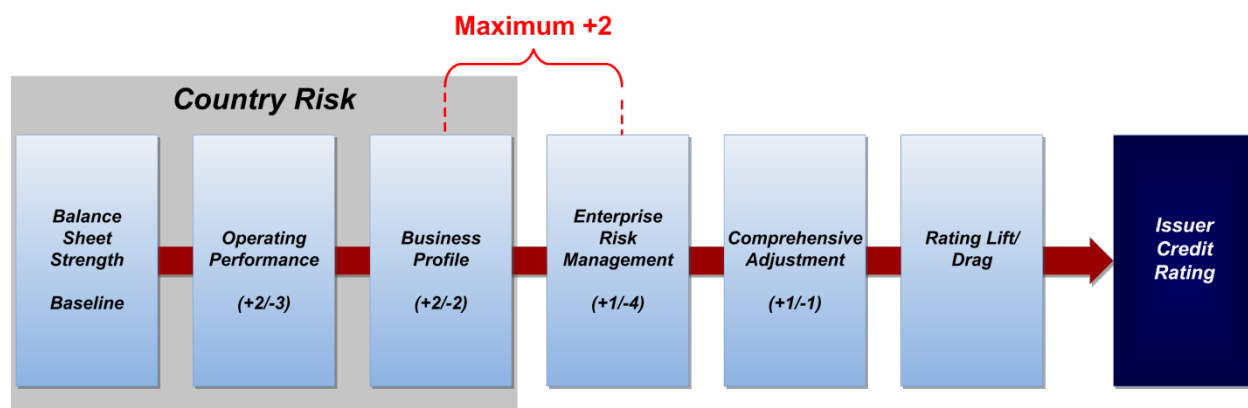 Maximum +2
Country Risk
Balance
Sheet
Strength
Baseline
Operating
Performance
(+2/-3)
Business
Profile
(+2/-2)
Enterprise
Risk
Management
(+1/-4)
Comprehensive
Adjustment
(+1/-1)
Rating Lift/
Drag
Issuer
Credit
Rating